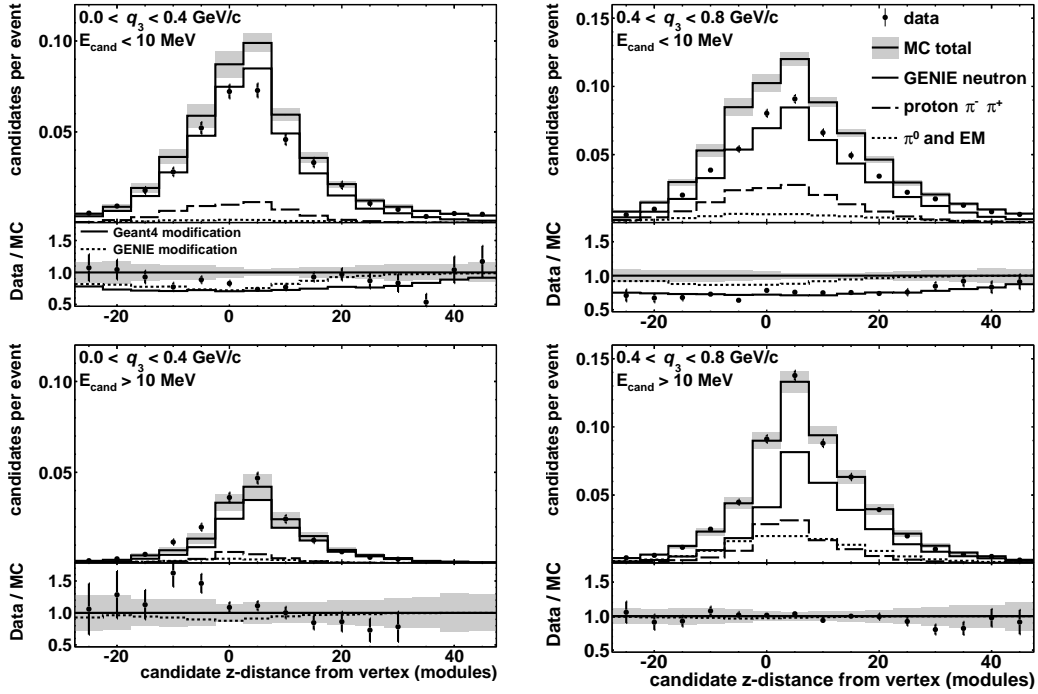 0.0 < q3 < 0.4 GeV/c
Ecand < 10 MeV
candidates per event
0.10
0.05
Data / MC
1.5
1.0
0.5
Geant4 modification
GENIE modification
-20 0 20 40
0.4 < q3 < 0.8 GeV/c
Ecand < 10 MeV
data
MC total
GENIE neutron
proton π- π+
π0 and EM
candidates per event
0.15
0.10
0.05
Data / MC
1.5
1.0
0.5
-20 0 20 40
0.0 < q3 < 0.4 GeV/c
Ecand > 10 MeV
candidates per event
0.10
0.05
Data / MC
1.5
1.0
0.5
-20 0 20 40
candidate z-distance from vertex (modules)
0.4 < q3 < 0.8 GeV/c
Ecand > 10 MeV
candidates per event
0.15
0.10
0.05
Data / MC
1.5
1.0
0.5
-20 0 20 40
candidate z-distance from vertex (modules)